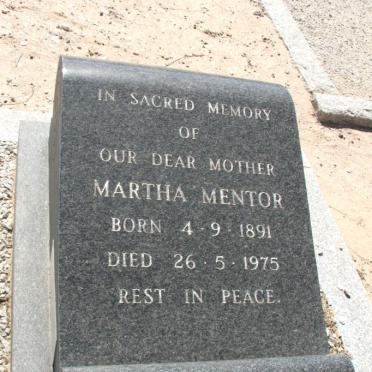 IN SACRED MEMORY
OF
OUR DEAR MOTHER
MARTHA MENTOR
BORN 4·9·1891
DIED 26·5·1975
REST IN PEACE.